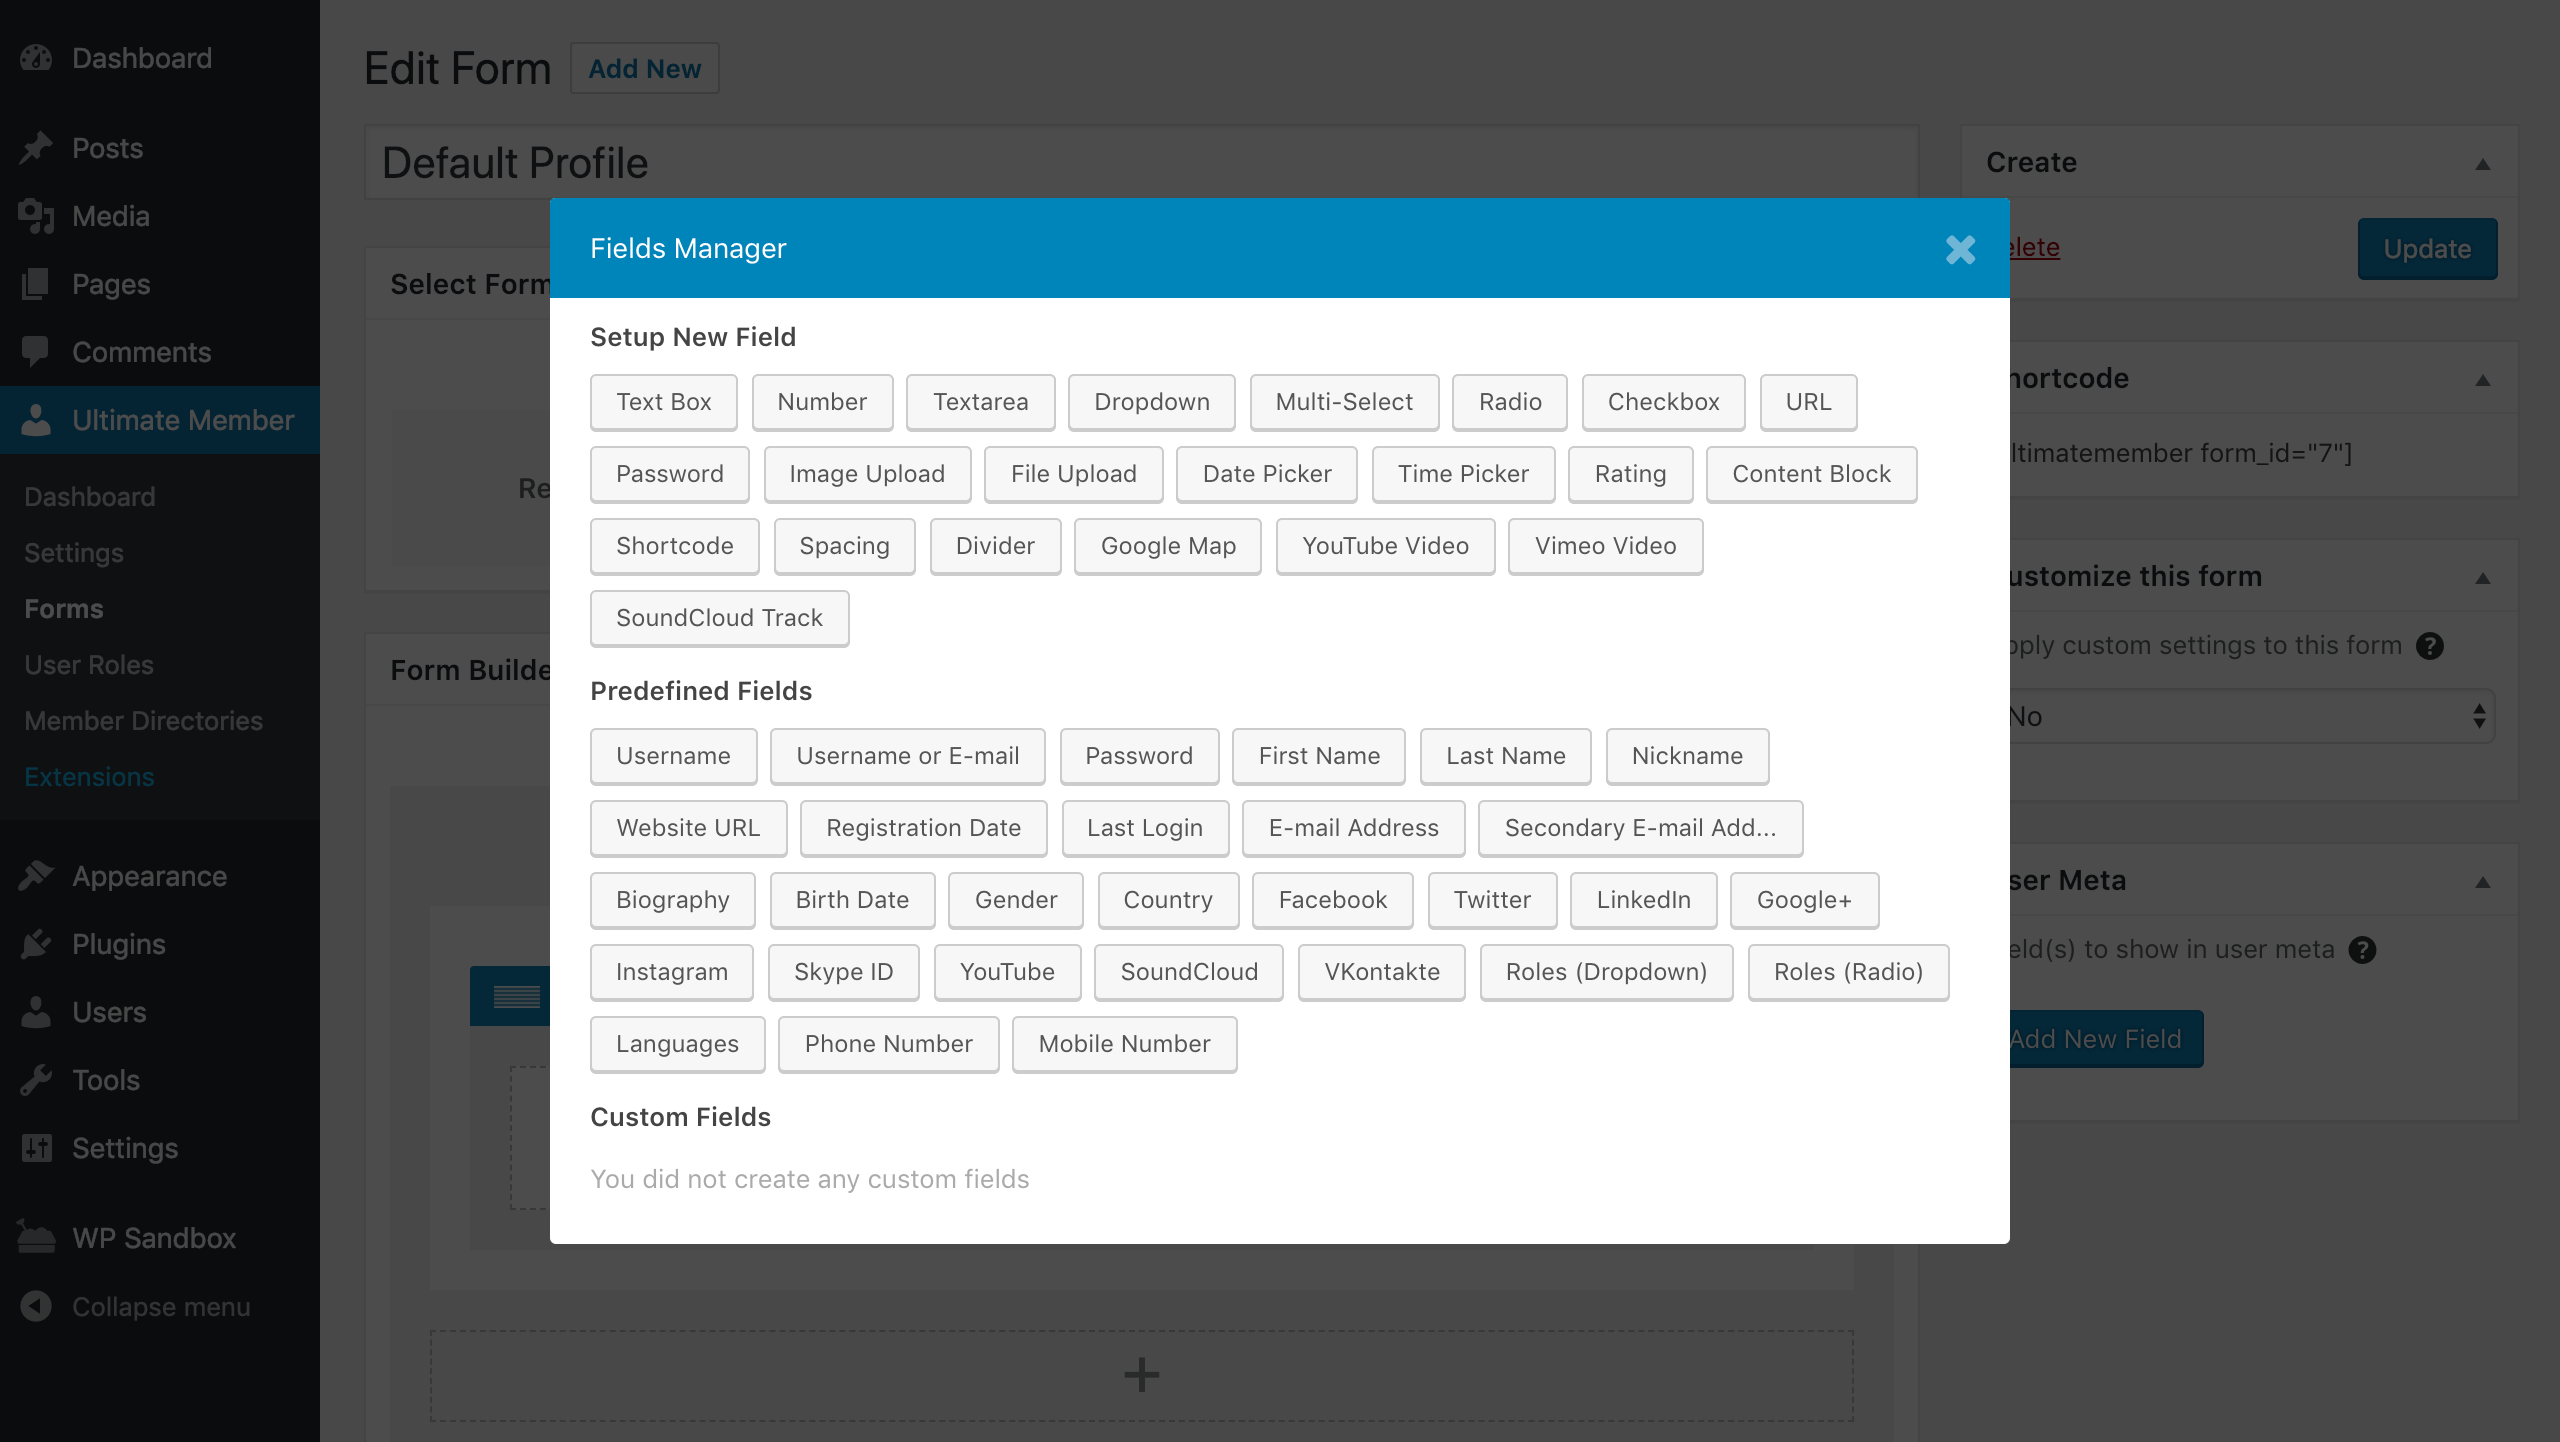 Dashboard
Posts
Media
Pages
Comments
Ultimate Member
Dashboard
Settings
Forms
User Roles
Member Directories
Extensions
Appearance
Plugins
Users
Tools
Settings
WP Sandbox
Collapse menu
Edit Form Add New
Default Profile
Select Form
Re
Form Builde
Fields Manager
Setup New Field
Text Box Number Textarea Dropdown Multi-Select Radio Checkbox URL
Password Image Upload File Upload Date Picker Time Picker Rating Content Block
Shortcode Spacing Divider Google Map YouTube Video Vimeo Video
SoundCloud Track
Predefined Fields
Username Username or E-mail Password First Name Last Name Nickname
Website URL Registration Date Last Login E-mail Address Secondary E-mail Add...
Biography Birth Date Gender Country Facebook Twitter LinkedIn Google+
Instagram Skype ID YouTube SoundCloud VKontakte Roles (Dropdown) Roles (Radio)
Languages Phone Number Mobile Number
Custom Fields
You did not create any custom fields
Create
elete Update
hortcode
ltimatemember form_id="7"]
ustomize this form
pply custom settings to this form ?
No
ser Meta
eld(s) to show in user meta ?
Add New Field